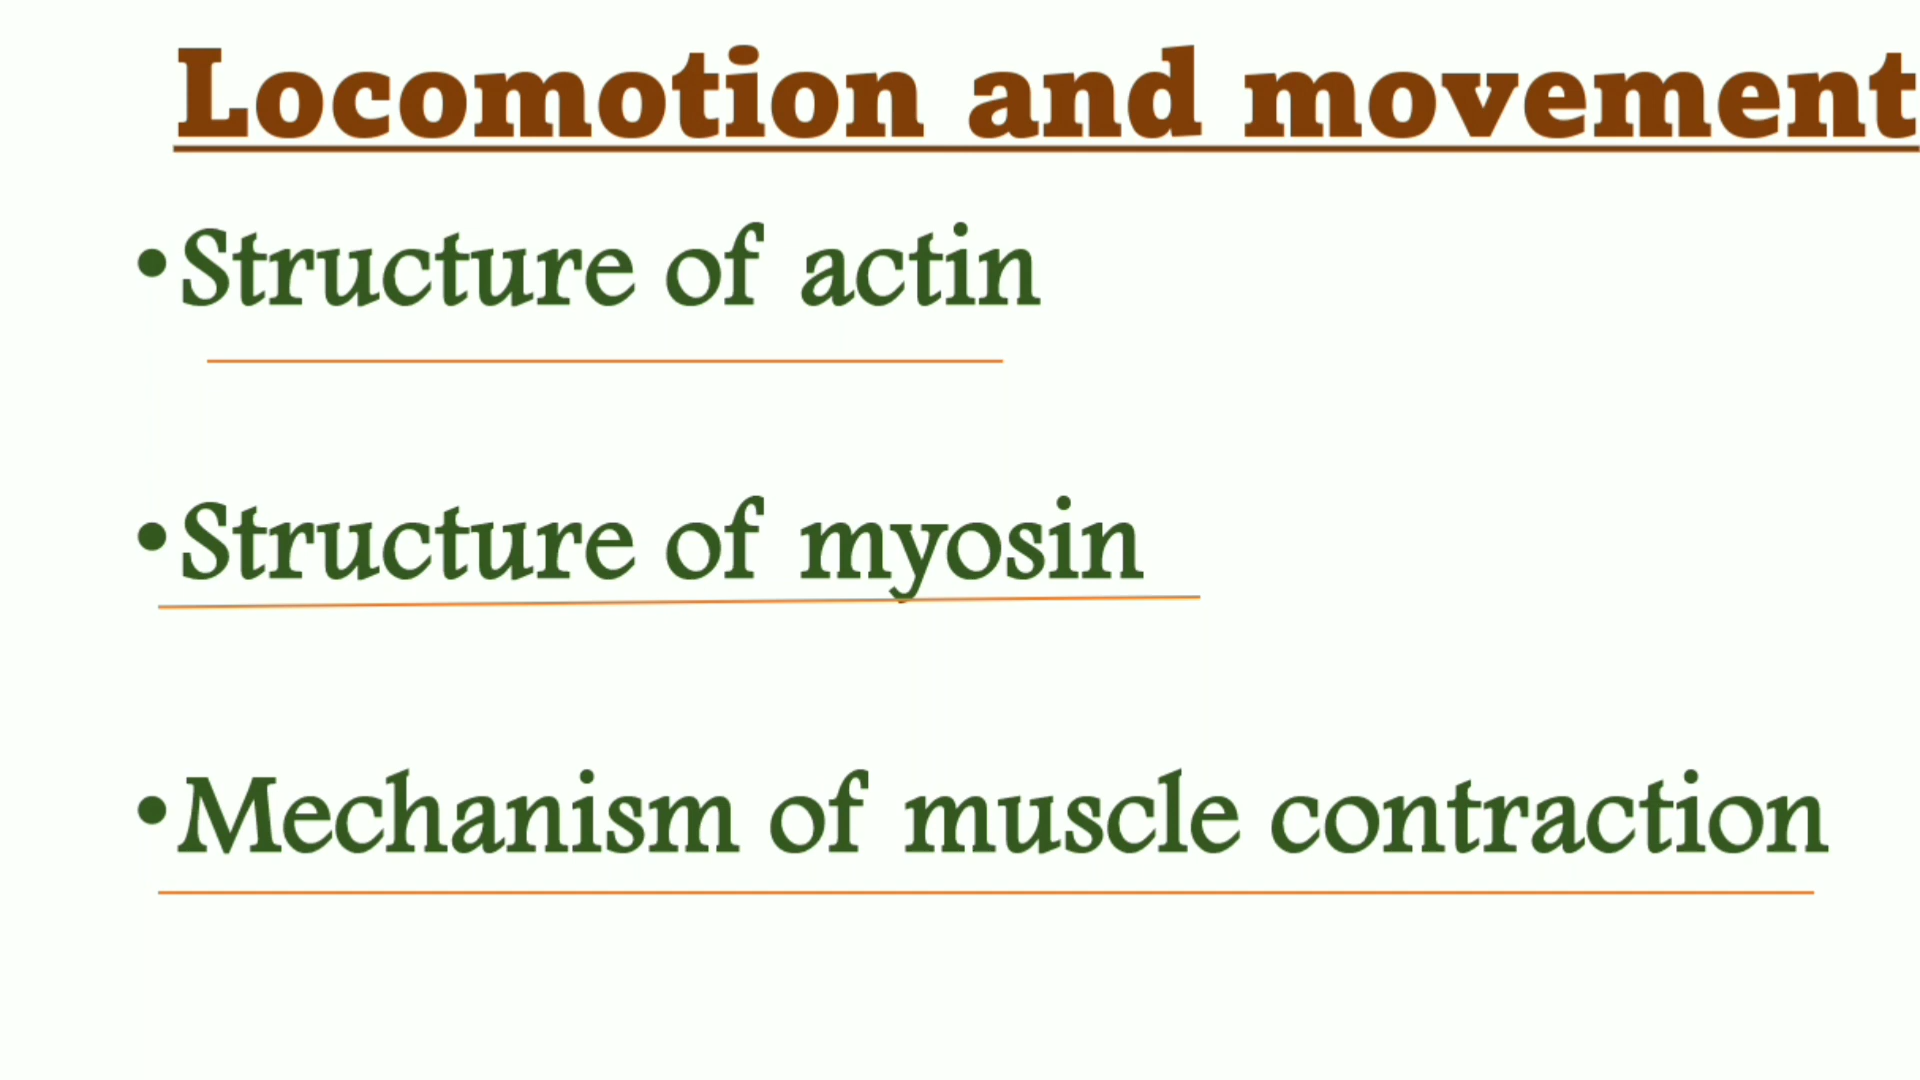 Locomotion and movement
•Structure of actin
•Structure of myosin
•Mechanism of muscle contraction